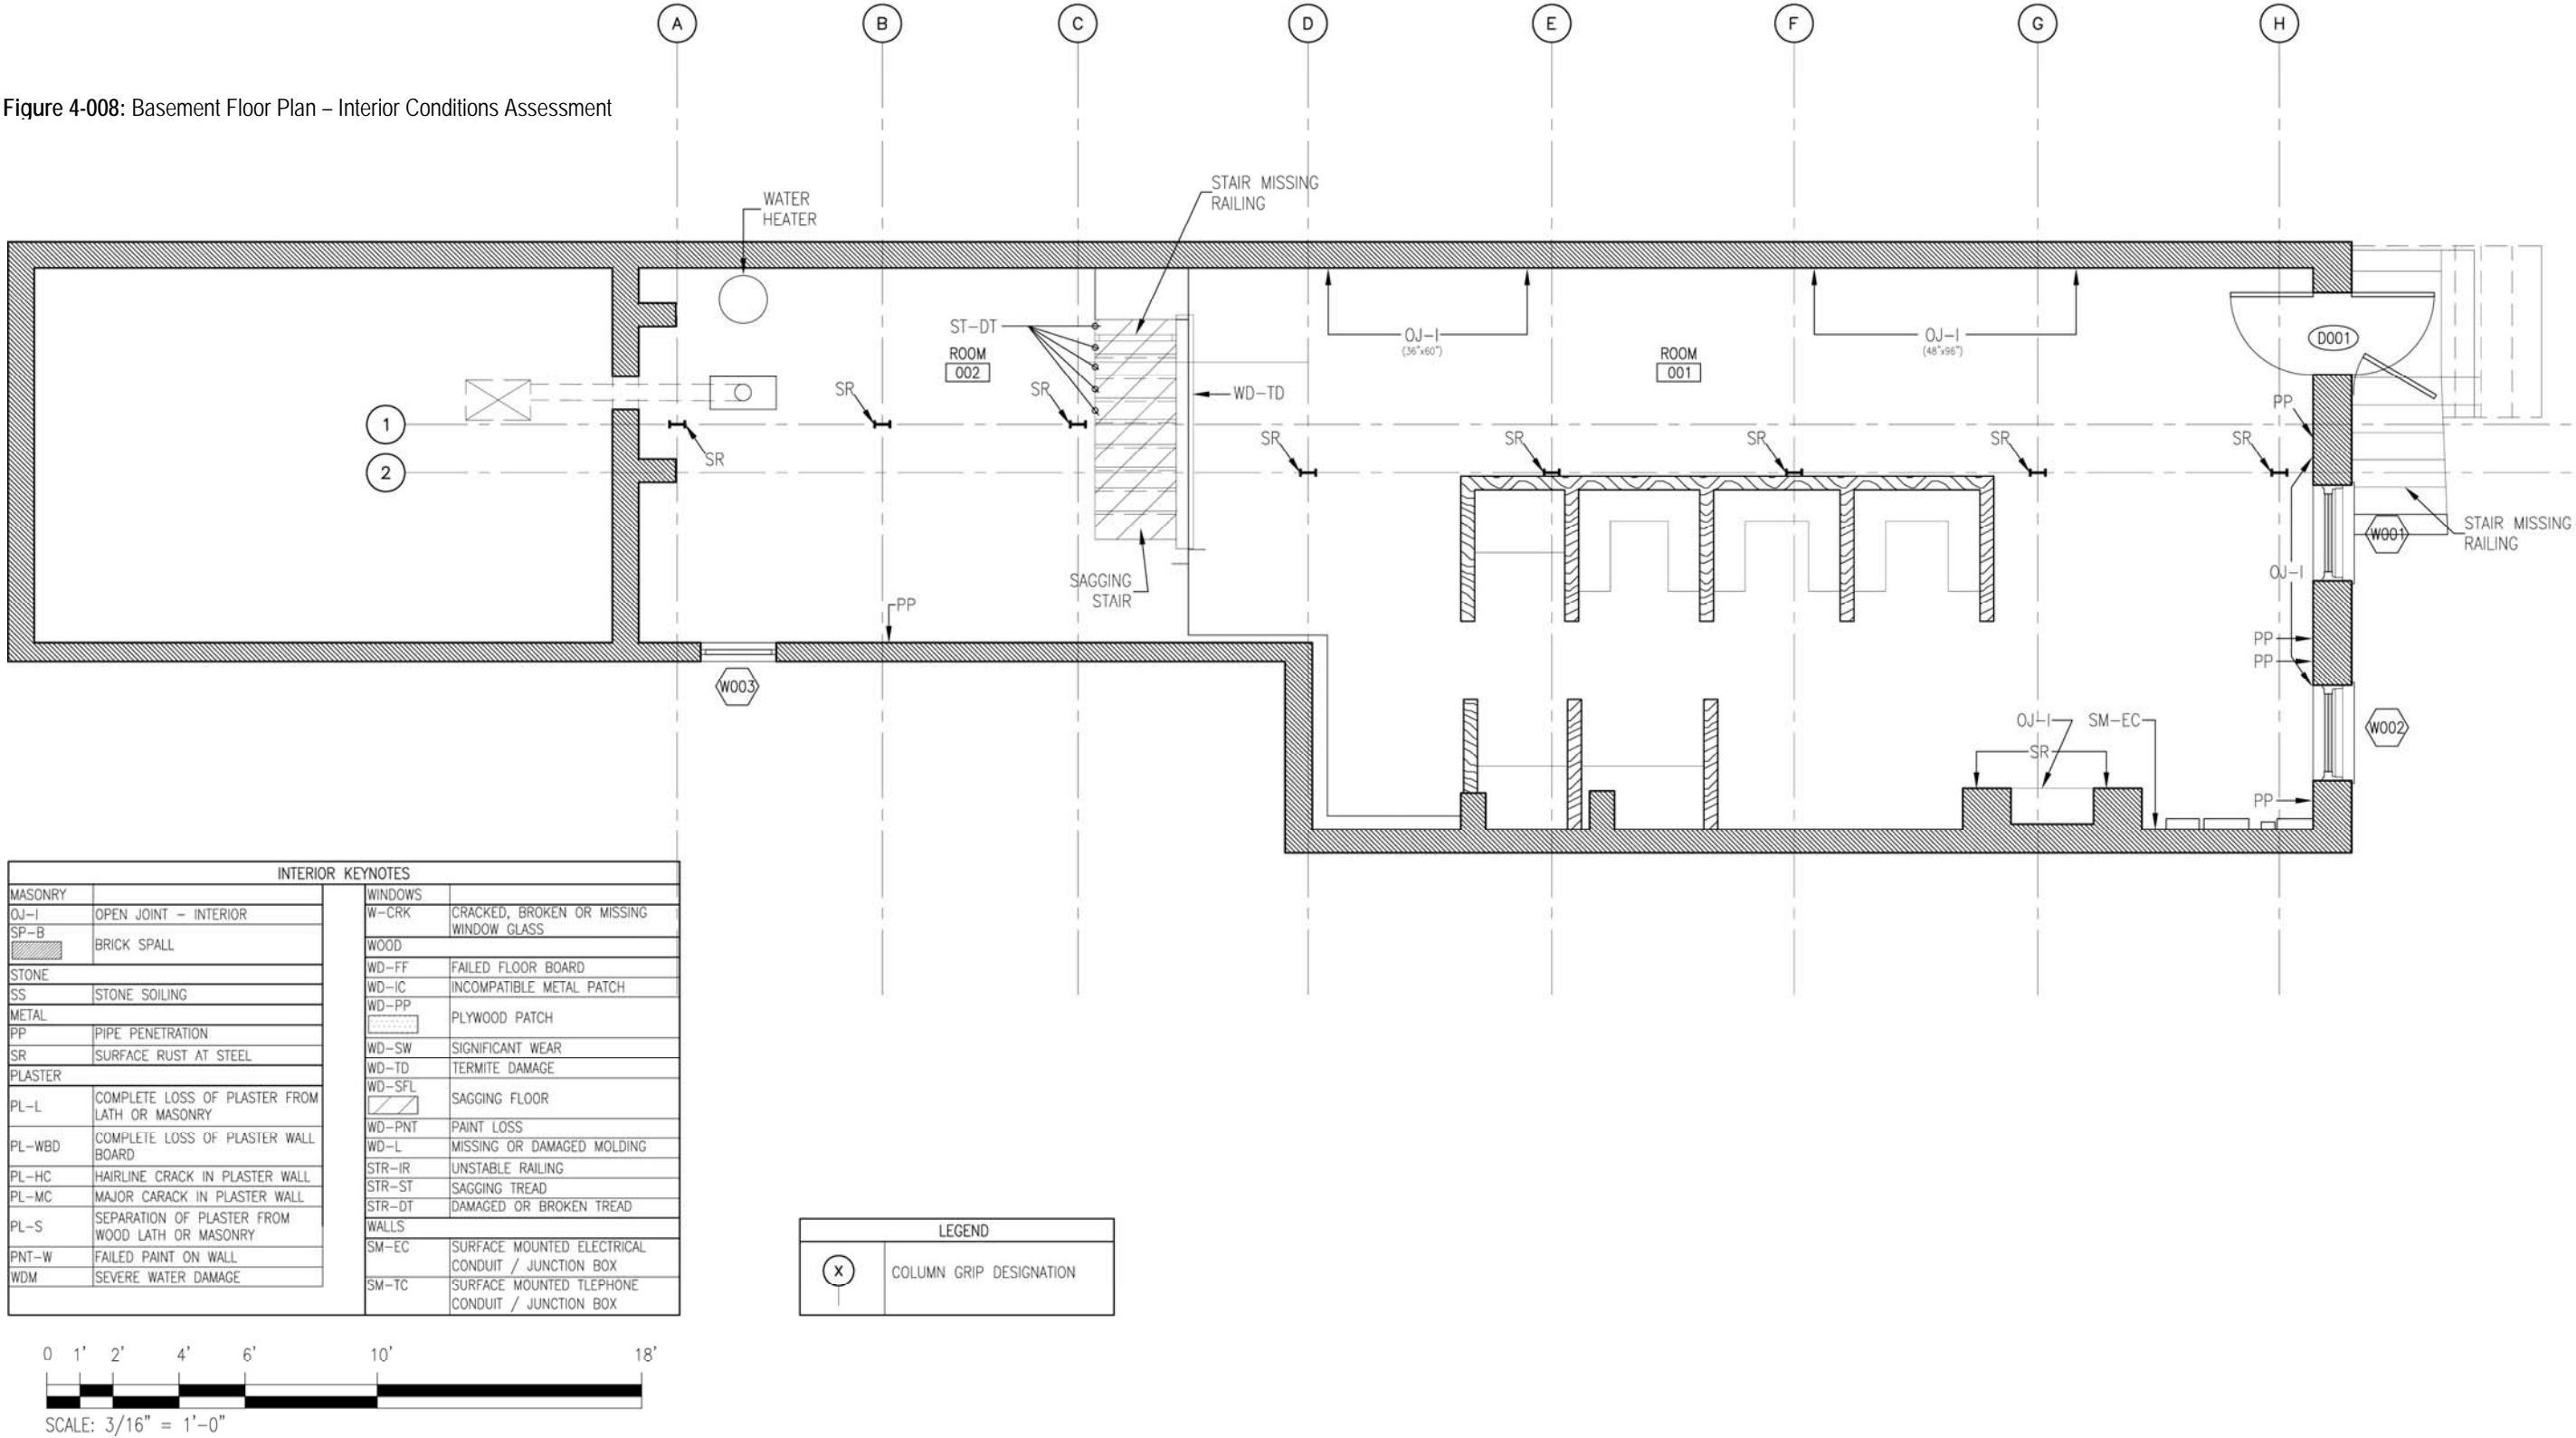 A B C D E F G H
Figure 4-008: Basement Floor Plan – Interior Conditions Assessment
STAIR MISSING
RAILING
WATER
HEATER
ST-DT
ROOM
002
OJ-I
(36"x60")
ROOM
001
OJ-I
(48"x96")
D001
SR
SR
WD-TD
PP
1
SR
SR
SR
SR
SR
SR
2
STAIR MISSING
RAILING
W001
OJ-I
SAGGING
STAIR
PP
PP
PP
W003
OJ-I
SM-EC
W002
SR
PP
INTERIOR KEYNOTES
MASONRY
OJ-I OPEN JOINT - INTERIOR
SP-B
BRICK SPALL
STONE
SS STONE SOILING
METAL
PP PIPE PENETRATION
SR SURFACE RUST AT STEEL
PLASTER
PL-L COMPLETE LOSS OF PLASTER FROM
LATH OR MASONRY
PL-WBD COMPLETE LOSS OF PLASTER WALL
BOARD
PL-HC HAIRLINE CRACK IN PLASTER WALL
PL-MC MAJOR CARACK IN PLASTER WALL
PL-S SEPARATION OF PLASTER FROM
WOOD LATH OR MASONRY
PNT-W FAILED PAINT ON WALL
WDM SEVERE WATER DAMAGE
WINDOWS
W-CRK CRACKED, BROKEN OR MISSING
WINDOW GLASS
WOOD
WD-FF FAILED FLOOR BOARD
WD-IC INCOMPATIBLE METAL PATCH
WD-PP
PLYWOOD PATCH
WD-SW SIGNIFICANT WEAR
WD-TD TERMITE DAMAGE
WD-SFL
SAGGING FLOOR
WD-PNT PAINT LOSS
WD-L MISSING OR DAMAGED MOLDING
STR-IR UNSTABLE RAILING
STR-ST SAGGING TREAD
STR-DT DAMAGED OR BROKEN TREAD
WALLS
SM-EC SURFACE MOUNTED ELECTRICAL
CONDUIT / JUNCTION BOX
SM-TC SURFACE MOUNTED TLEPHONE
CONDUIT / JUNCTION BOX
LEGEND
X COLUMN GRIP DESIGNATION
0 1' 2' 4' 6' 10' 18'
SCALE: 3/16" = 1'-0"